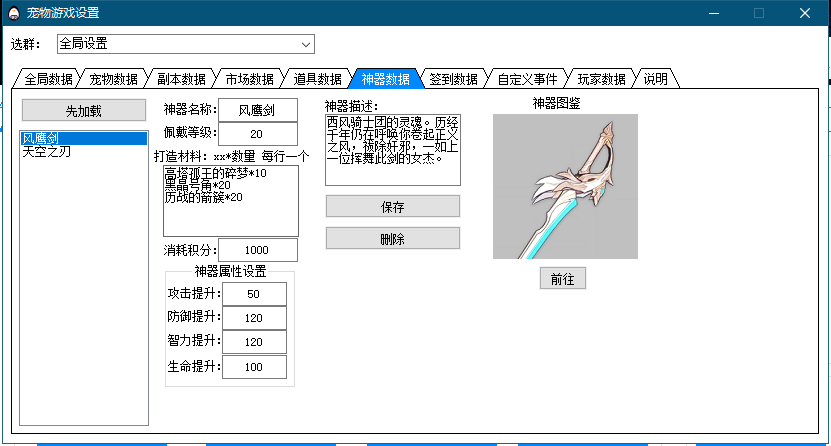 宠物游戏设置
选群：
全局设置
全局数据
宠物数据
副本数据
市场数据
道具数据
神器数据
签到数据
自定义事件
玩家数据
说明
先加载
风鹰剑
天空之刃
神器名称:
风鹰剑
佩戴等级:
20
打造材料：xx*数量 每行一个
高塔孤王的碎梦*10
黑晶号角*20
历战的箭簇*20
消耗积分:
1000
神器属性设置
攻击提升:
50
防御提升:
120
智力提升:
120
生命提升:
100
神器描述:
西风骑士团的灵魂。历经
千年仍在呼唤你卷起正义
之风，祓除奸邪，一如上
一位挥舞此剑的女杰。
保存
删除
神器图鉴
前往